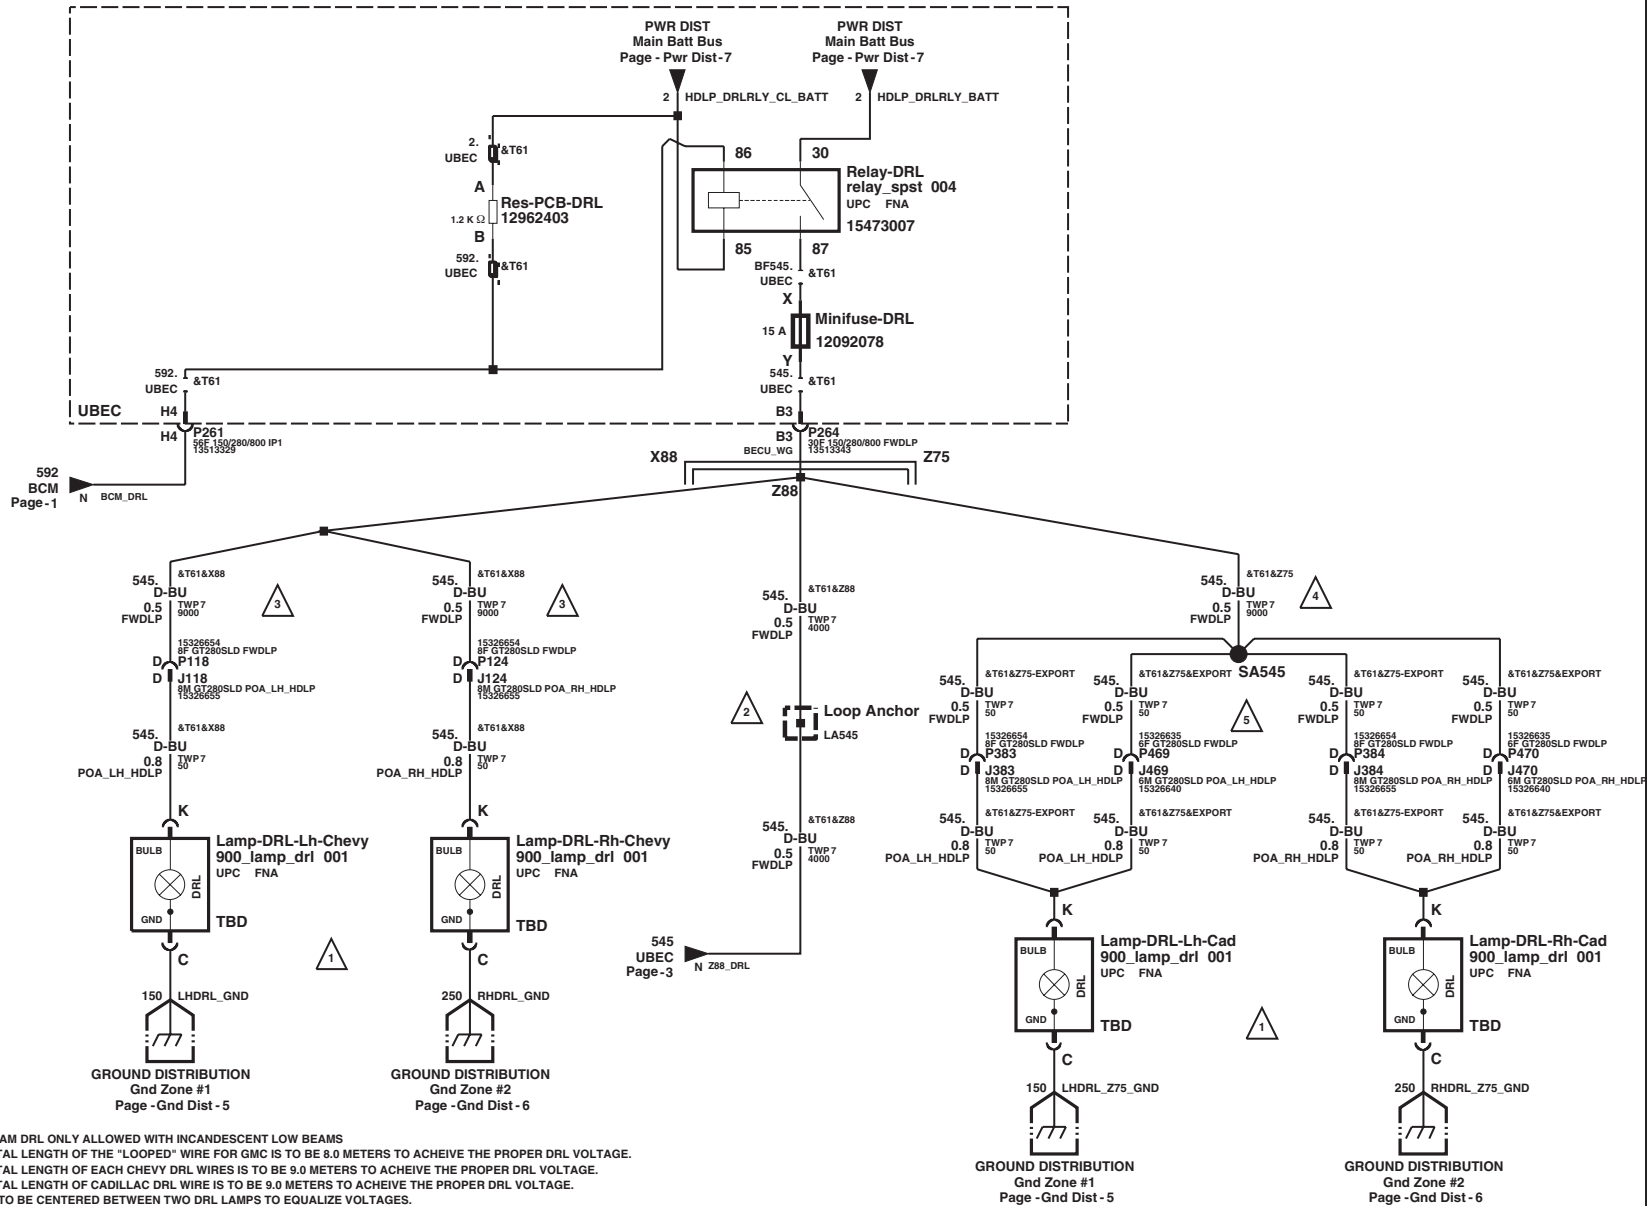 PWR DIST
Main Batt Bus
Page - Pwr Dist-7
PWR DIST
Main Batt Bus
Page - Pwr Dist-7
2 HDLP_DRLRLY_CL_BATT
2 HDLP_DRLRLY_BATT
2.
UBEC
&T61
A
1.2 K Ω
Res-PCB-DRL
12962403
B
592.
UBEC
&T61
86
30
Relay-DRL
relay_spst 004
UPC FNA
15473007
85
87
BF545.
UBEC
&T61
X
15 A
Minifuse-DRL
12092078
Y
545.
UBEC
&T61
592.
UBEC
&T61
UBEC
H4
B3
H4
P261
56F 150/280/800 IP1
13513329
B3
P264
30F 150/280/800 FWDLP
BECU_WG
13513343
592
BCM
Page-1
N BCM_DRL
X88
Z75
Z88
545.
D-BU
0.5
FWDLP
&T61&X88
TWP 7
9000
3
545.
D-BU
0.5
FWDLP
&T61&X88
TWP 7
9000
3
545.
D-BU
0.5
FWDLP
&T61&Z88
TWP 7
4000
545.
D-BU
0.5
FWDLP
&T61&Z75
TWP 7
9000
4
15326654
8F GT280SLD FWDLP
D P118
D J118
8M GT280SLD POA_LH_HDLP
15326655
15326654
8F GT280SLD FWDLP
D P124
D J124
8M GT280SLD POA_RH_HDLP
15326655
SA545
545.
D-BU
0.5
FWDLP
&T61&Z75-EXPORT
TWP 7
50
545.
D-BU
0.5
FWDLP
&T61&Z75&EXPORT
TWP 7
50
5
545.
D-BU
0.5
FWDLP
&T61&Z75-EXPORT
TWP 7
50
545.
D-BU
0.5
FWDLP
&T61&Z75&EXPORT
TWP 7
50
2
Loop Anchor
LA545
545.
D-BU
0.8
POA_LH_HDLP
&T61&X88
TWP 7
50
545.
D-BU
0.8
POA_RH_HDLP
&T61&X88
TWP 7
50
15326654
8F GT280SLD FWDLP
D P383
D J383
8M GT280SLD POA_LH_HDLP
15326655
15326635
6F GT280SLD FWDLP
D P469
D J469
6M GT280SLD POA_LH_HDLP
15326640
15326654
8F GT280SLD FWDLP
D P384
D J384
8M GT280SLD POA_RH_HDLP
15326655
15326635
6F GT280SLD FWDLP
D P470
D J470
6M GT280SLD POA_RH_HDLP
15326640
545.
D-BU
0.5
FWDLP
&T61&Z88
TWP 7
4000
545.
D-BU
0.8
POA_LH_HDLP
&T61&Z75-EXPORT
TWP 7
50
545.
D-BU
0.8
POA_LH_HDLP
&T61&Z75&EXPORT
TWP 7
50
545.
D-BU
0.8
POA_RH_HDLP
&T61&Z75-EXPORT
TWP 7
50
545.
D-BU
0.8
POA_RH_HDLP
&T61&Z75&EXPORT
TWP 7
50
K
BULB
DRL
GND
Lamp-DRL-Lh-Chevy
900_lamp_drl 001
UPC FNA
TBD
C
K
BULB
DRL
GND
Lamp-DRL-Rh-Chevy
900_lamp_drl 001
UPC FNA
TBD
C
1
545
UBEC
Page-3
N Z88_DRL
K
BULB
DRL
GND
Lamp-DRL-Lh-Cad
900_lamp_drl 001
UPC FNA
TBD
C
K
BULB
DRL
GND
Lamp-DRL-Rh-Cad
900_lamp_drl 001
UPC FNA
TBD
C
1
150 LHDRL_GND
GROUND DISTRIBUTION
Gnd Zone #1
Page -Gnd Dist-5
250 RHDRL_GND
GROUND DISTRIBUTION
Gnd Zone #2
Page -Gnd Dist-6
150 LHDRL_Z75_GND
GROUND DISTRIBUTION
Gnd Zone #1
Page -Gnd Dist-5
250 RHDRL_Z75_GND
GROUND DISTRIBUTION
Gnd Zone #2
Page -Gnd Dist-6
AM DRL ONLY ALLOWED WITH INCANDESCENT LOW BEAMS
TAL LENGTH OF THE "LOOPED" WIRE FOR GMC IS TO BE 8.0 METERS TO ACHEIVE THE PROPER DRL VOLTAGE.
TAL LENGTH OF EACH CHEVY DRL WIRES IS TO BE 9.0 METERS TO ACHEIVE THE PROPER DRL VOLTAGE.
TAL LENGTH OF CADILLAC DRL WIRE IS TO BE 9.0 METERS TO ACHEIVE THE PROPER DRL VOLTAGE.
TO BE CENTERED BETWEEN TWO DRL LAMPS TO EQUALIZE VOLTAGES.